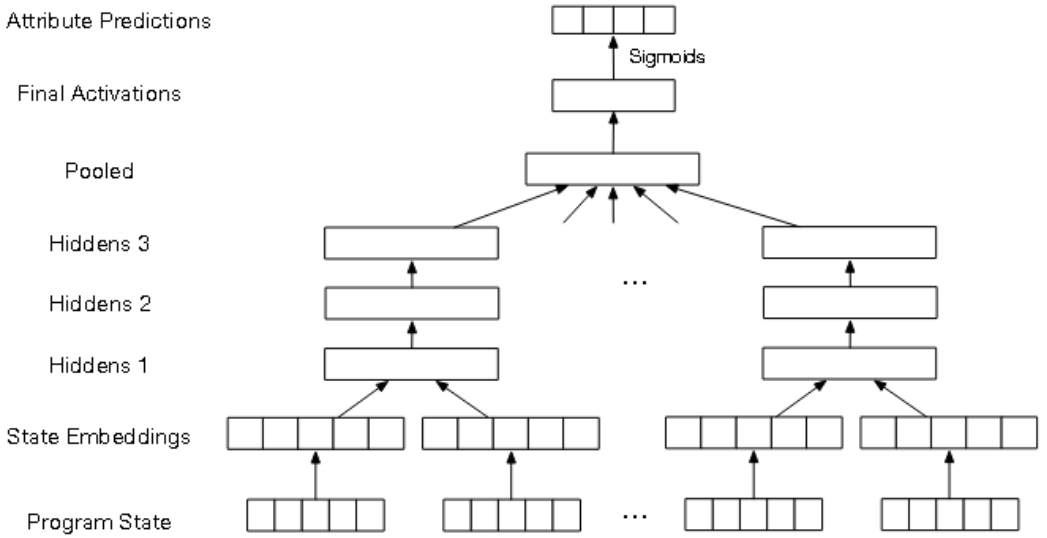 Attribute Predictions
Sigmoids
Final Activations
Pooled
Hiddens 3
...
Hiddens 2
Hiddens 1
State Embeddings
Program State
...